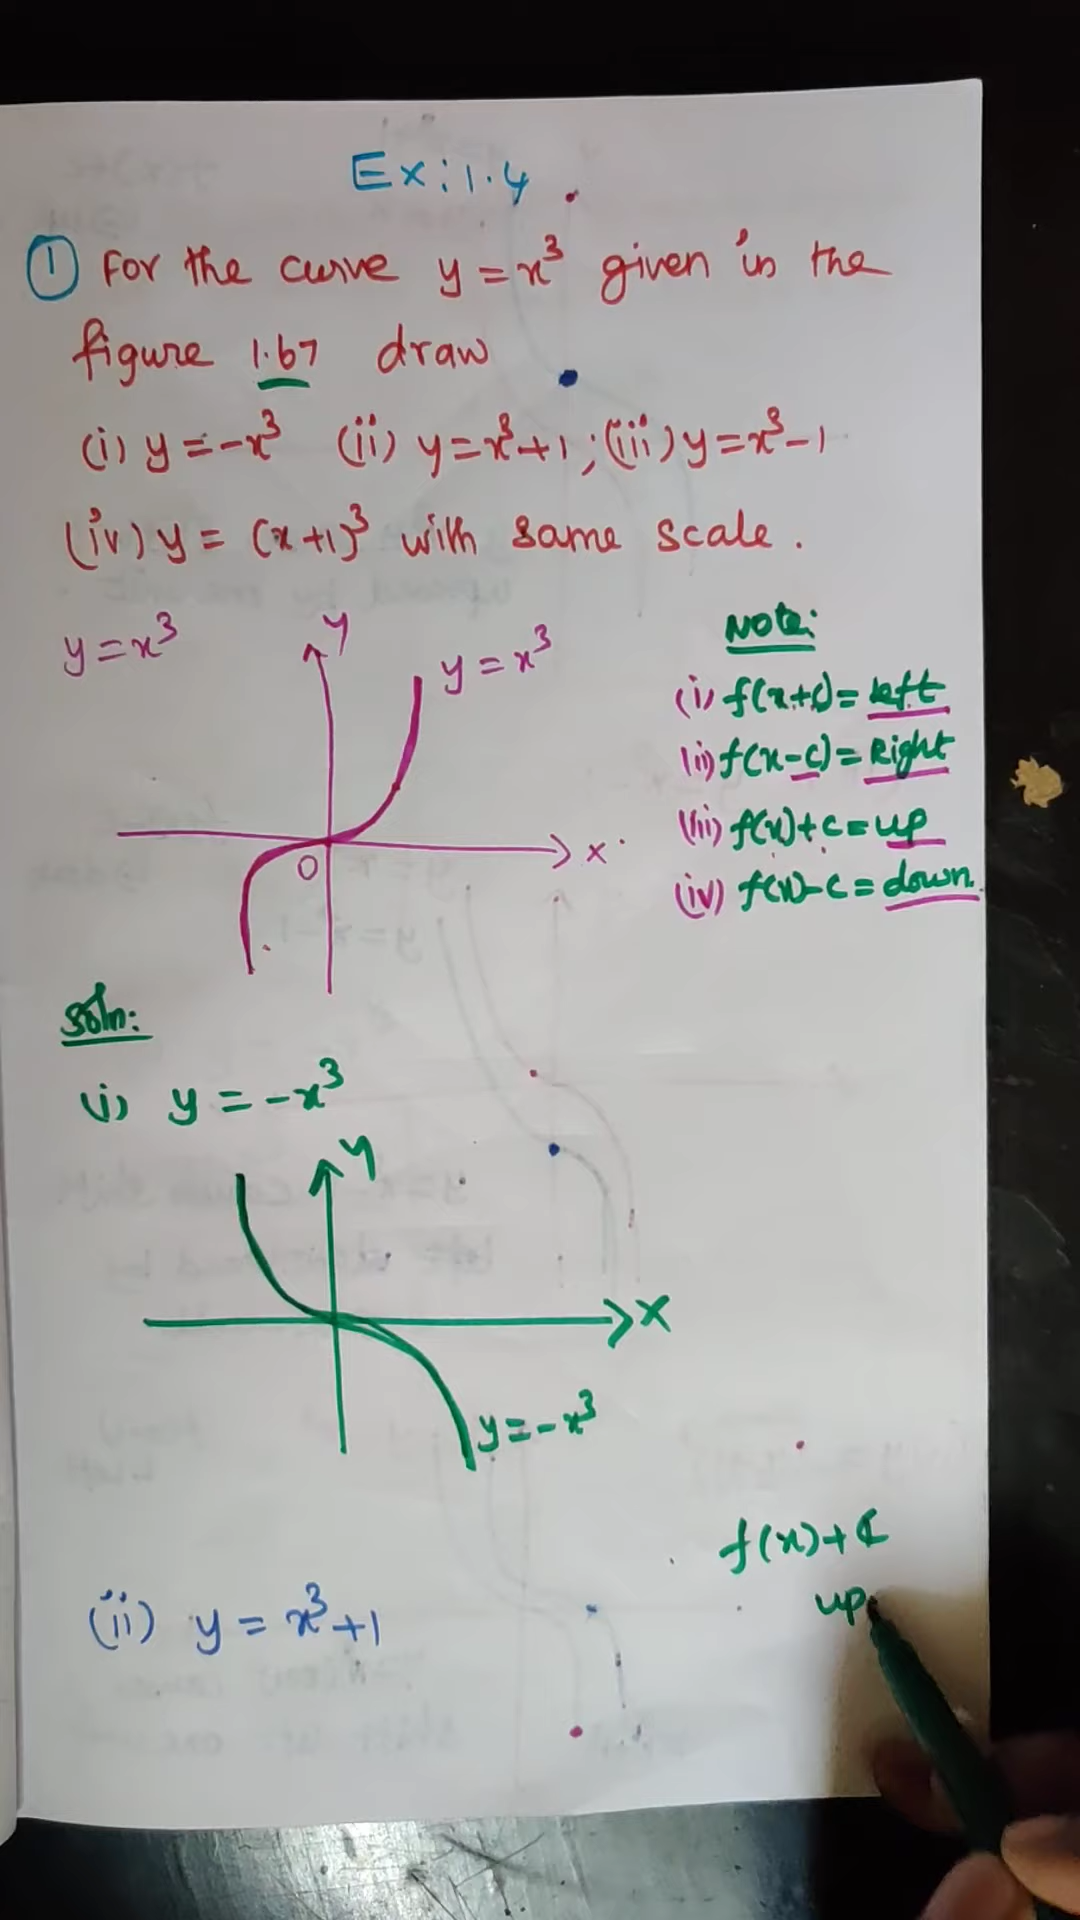 Ex: 1.4
① For the curve y = x³ given in the
figure 1.67 draw
(i) y = -x³ (ii) y = x³+1 ; (iii) y = x³-1
(iv) y = (x+1)³ with same scale.
y = x³
y
y = x³
x
O
Note:
(i) f(x+c) = left
(ii) f(x-c) = Right
(iii) f(x)+c = up
(iv) f(x)-c = down.
Soln:
(i) y = -x³
y
x
y = -x³
f(x)+c
up
(ii) y = x³+1